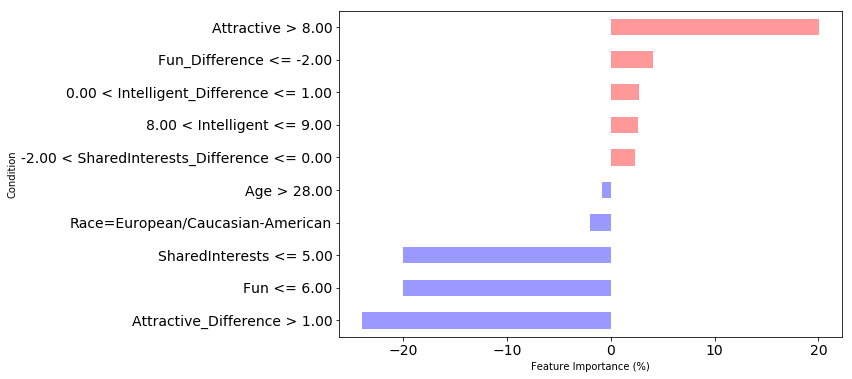 Attractive > 8.00
Fun_Difference <= -2.00
0.00 < Intelligent_Difference <= 1.00
8.00 < Intelligent <= 9.00
-2.00 < SharedInterests_Difference <= 0.00
Age > 28.00
Race=European/Caucasian-American
SharedInterests <= 5.00
Fun <= 6.00
Attractive_Difference > 1.00
Condition
−20 −10 0 10 20
Feature Importance (%)